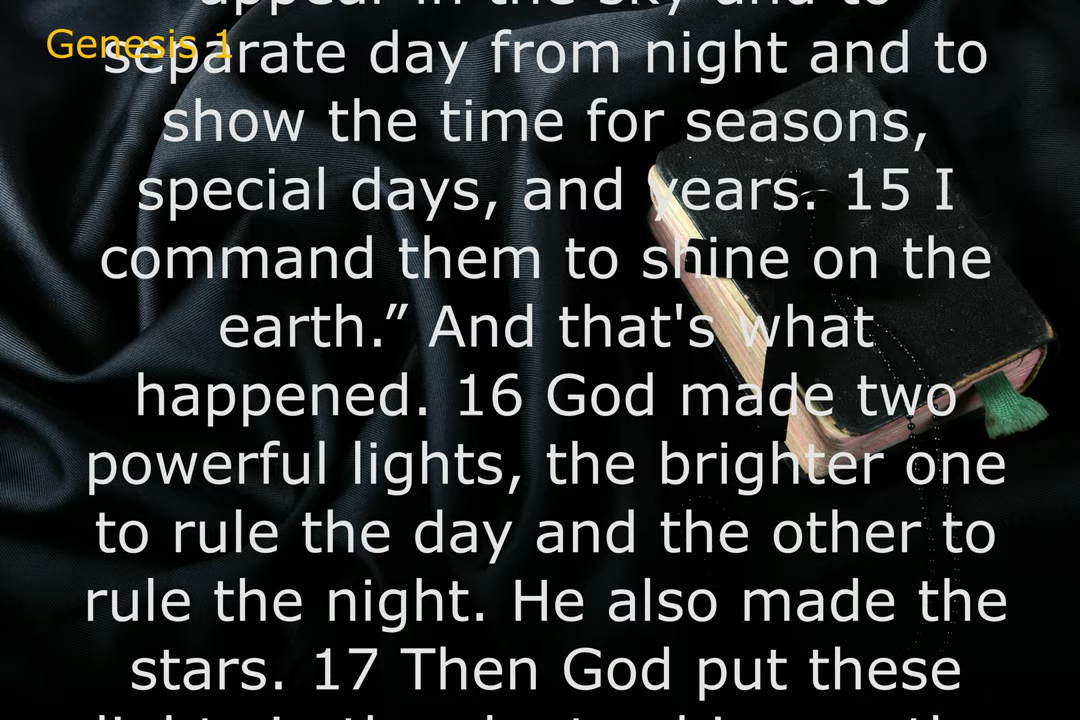 appear in the sky and to
Genesis 1
separate day from night and to
show the time for seasons,
special days, and years. 15 I
command them to shine on the
earth.” And that's what
happened. 16 God made two
powerful lights, the brighter one
to rule the day and the other to
rule the night. He also made the
stars. 17 Then God put these